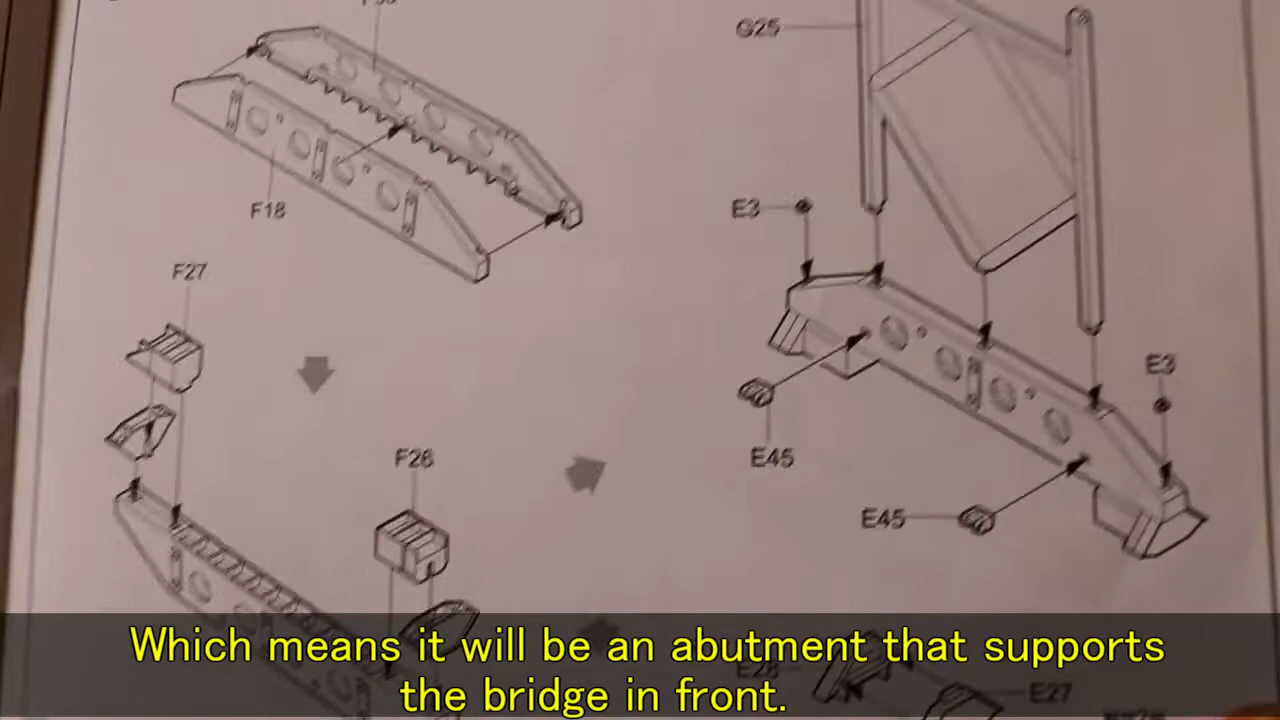 G25
F18
E3
F27
E3
F28
E45
E45
Which means it will be an abutment that supports
the bridge in front.
E27